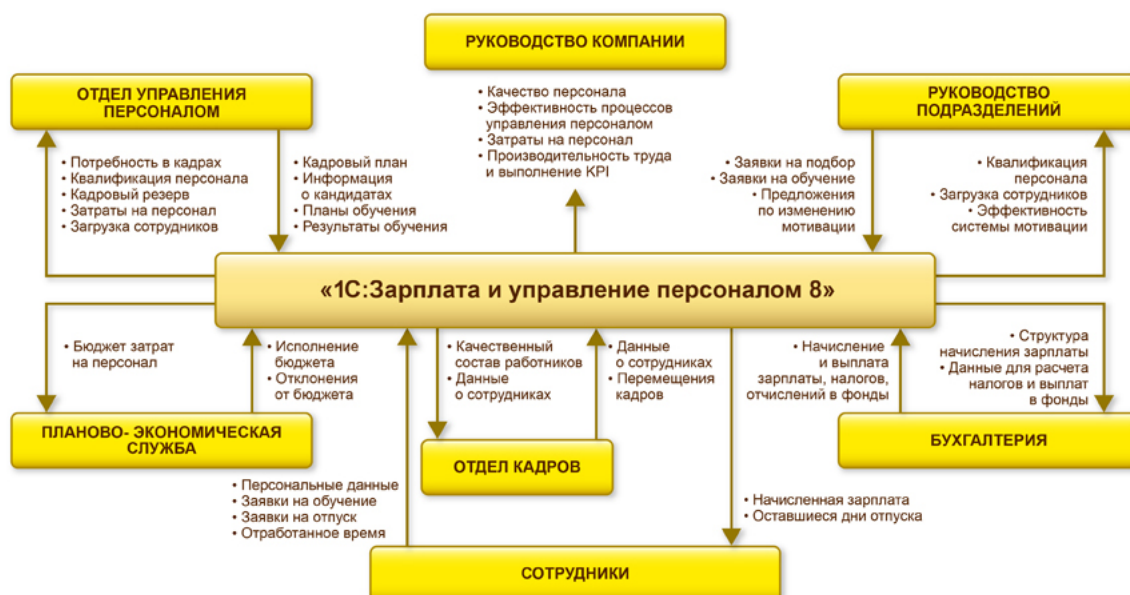 РУКОВОДСТВО КОМПАНИИ
• Качество персонала
• Эффективность процессов
управления персоналом
• Затраты на персонал
• Производительность труда
и выполнение KPI
ОТДЕЛ УПРАВЛЕНИЯ
ПЕРСОНАЛОМ
• Потребность в кадрах
• Квалификация персонала
• Кадровый резерв
• Затраты на персонал
• Загрузка сотрудников
• Кадровый план
• Информация
о кандидатах
• Планы обучения
• Результаты обучения
РУКОВОДСТВО
ПОДРАЗДЕЛЕНИЙ
• Заявки на подбор
• Заявки на обучение
• Предложения
по изменению
мотивации
• Квалификация
персонала
• Загрузка сотрудников
• Эффективность
системы мотивации
«1С:Зарплата и управление персоналом 8»
• Бюджет затрат
на персонал
• Исполнение
бюджета
• Отклонения
от бюджета
ПЛАНОВО- ЭКОНОМИЧЕСКАЯ
СЛУЖБА
• Качественный
состав работников
• Данные
о сотрудниках
• Данные
о сотрудниках
• Перемещения
кадров
ОТДЕЛ КАДРОВ
• Начисление
и выплата
зарплаты, налогов,
отчислений в фонды
• Структура
начисления зарплаты
• Данные для расчета
налогов и выплат
в фонды
БУХГАЛТЕРИЯ
• Персональные данные
• Заявки на обучение
• Заявки на отпуск
• Отработанное время
• Начисленная зарплата
• Оставшиеся дни отпуска
СОТРУДНИКИ